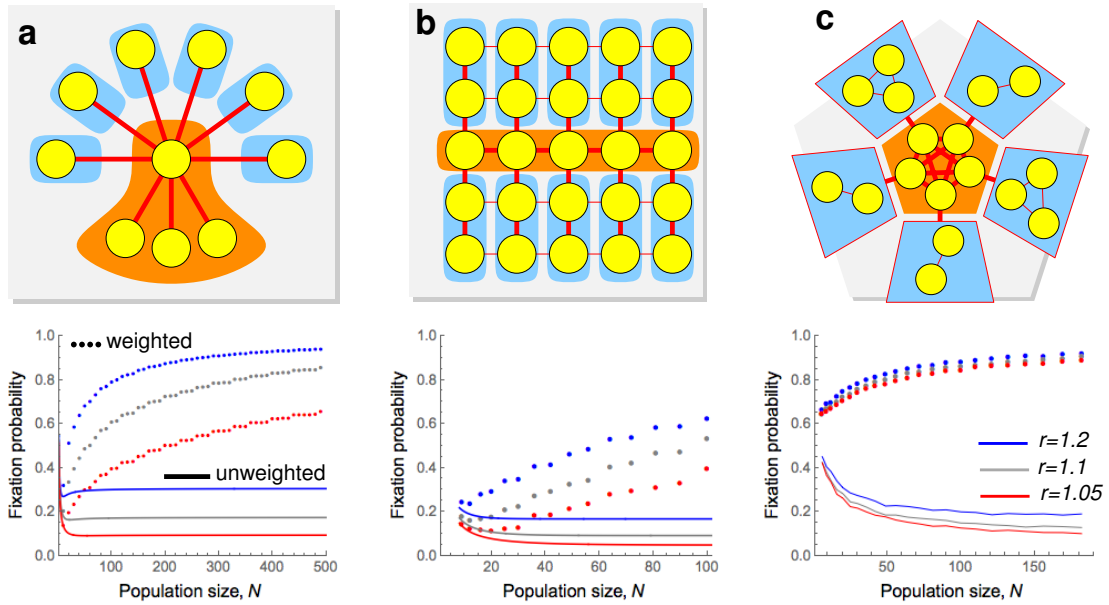 a
b
c
1.0
0.8
0.6
0.4
0.2
0.0
Fixation probability
weighted
unweighted
100
200
300
400
500
Population size, N
1.0
0.8
0.6
0.4
0.2
0.0
Fixation probability
20
40
60
80
100
Population size, N
1.0
0.8
0.6
0.4
0.2
0.0
Fixation probability
r=1.2
r=1.1
r=1.05
50
100
150
Population size, N